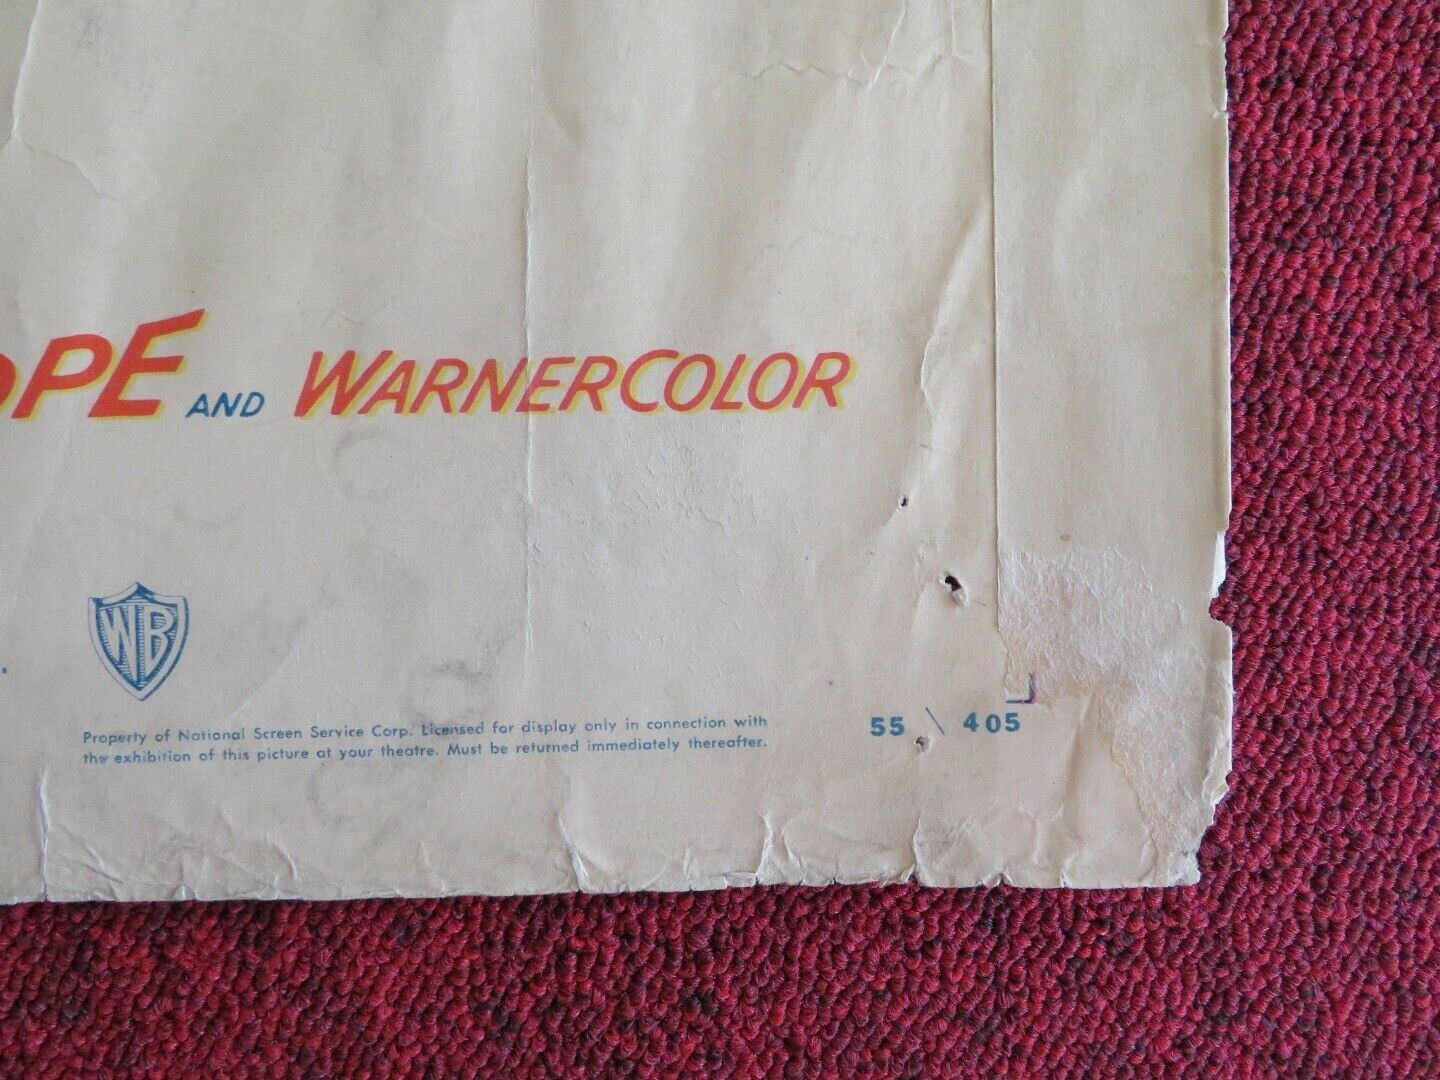 OPE AND WARNERCOLOR
WB
Property of National Screen Service Corp. Licensed for display only in connection with
the exhibition of this picture at your theatre. Must be returned immediately thereafter.
55 \ 405